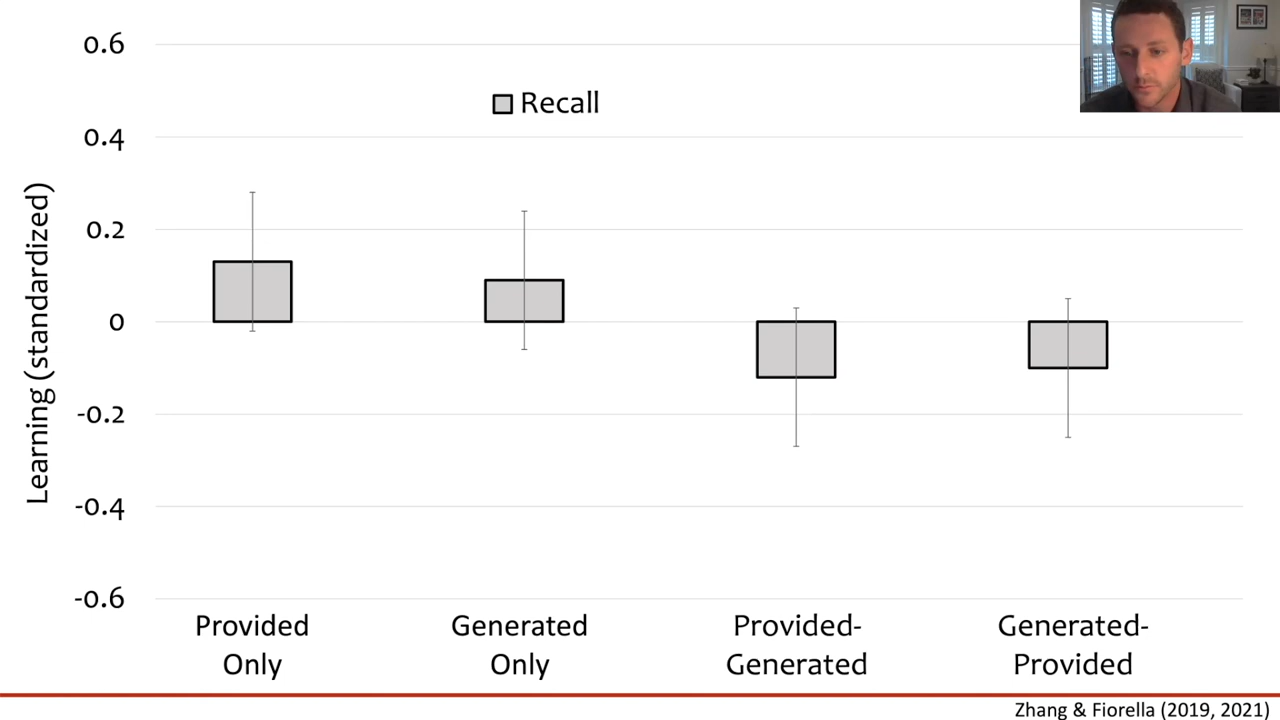 0.6
Recall
0.4
0.2
0
-0.2
-0.4
-0.6
Learning (standardized)
Provided
Only
Generated
Only
Provided-
Generated
Generated-
Provided
Zhang & Fiorella (2019, 2021)